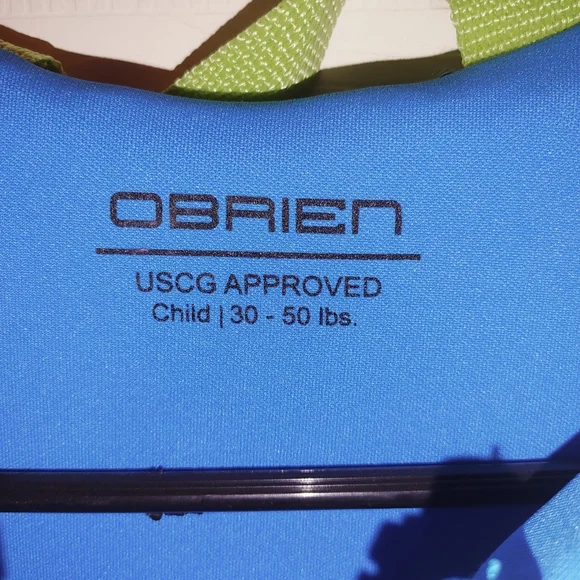 OBRIEN
USCG APPROVED
Child | 30 - 50 lbs.